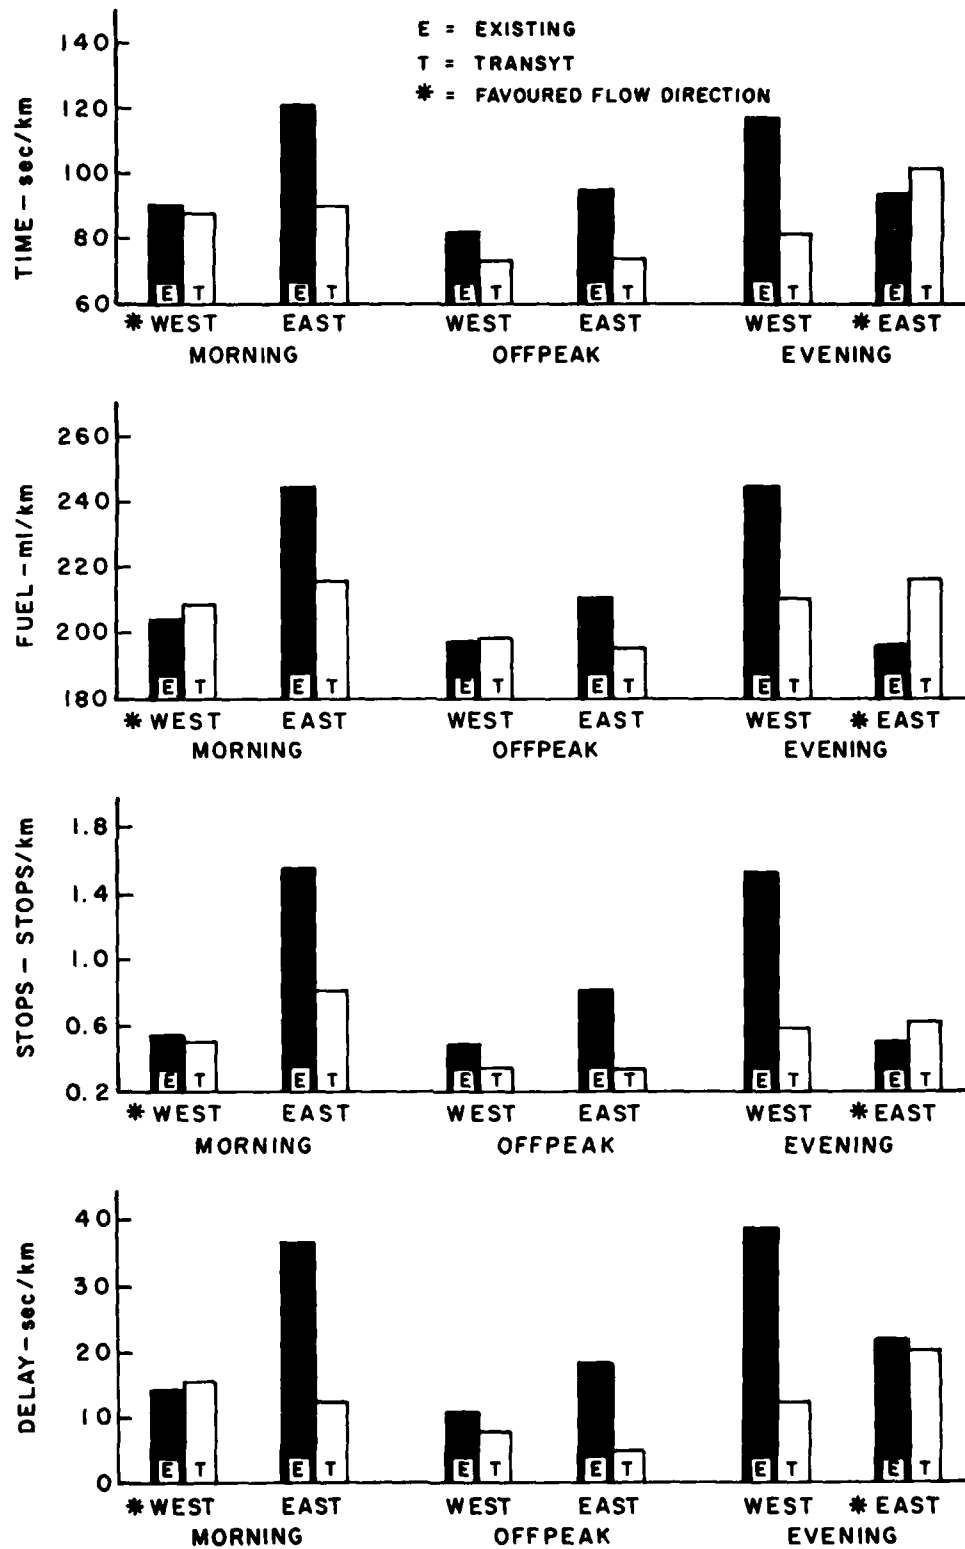 E = EXISTING
T = TRANSYT
* = FAVOURED FLOW DIRECTION
TIME – sec/km
140
120
100
80
60
E T E T E T E T E T E T
* WEST EAST WEST EAST WEST * EAST
MORNING OFFPEAK EVENING
FUEL – ml/km
260
240
220
200
180
E T E T E T E T E T E T
* WEST EAST WEST EAST WEST * EAST
MORNING OFFPEAK EVENING
STOPS – STOPS/km
1.8
1.4
1.0
0.6
0.2
E T E T E T E T E T E T
* WEST EAST WEST EAST WEST * EAST
MORNING OFFPEAK EVENING
DELAY – sec/km
40
30
20
10
0
E T E T E T E T E T E T
* WEST EAST WEST EAST WEST * EAST
MORNING OFFPEAK EVENING